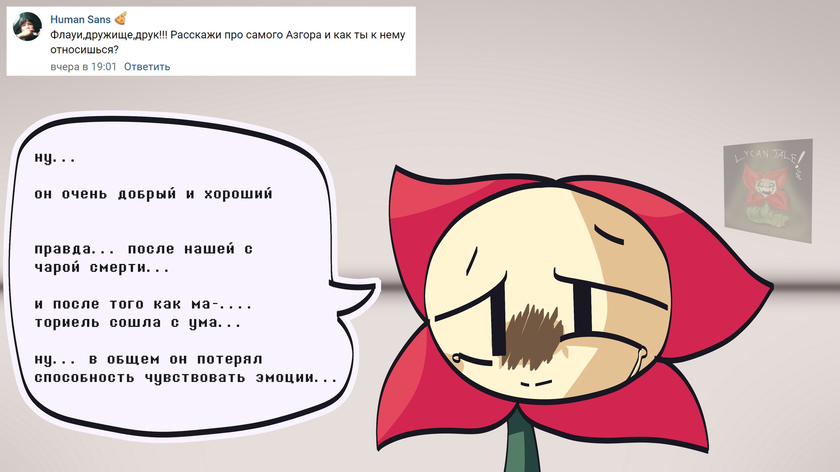 Human Sans
Флауи,дружище,друк!!! Расскажи про самого Азгора и как ты к нему
относишься?
вчера в 19:01 Ответить
ну...
он очень добрый и хороший
правда... после нашей с
чарой смерти...
и после того как ма-....
ториель сошла с ума...
ну... в общем он потерял
способность чувствовать эмоции...
LYCANTALE!